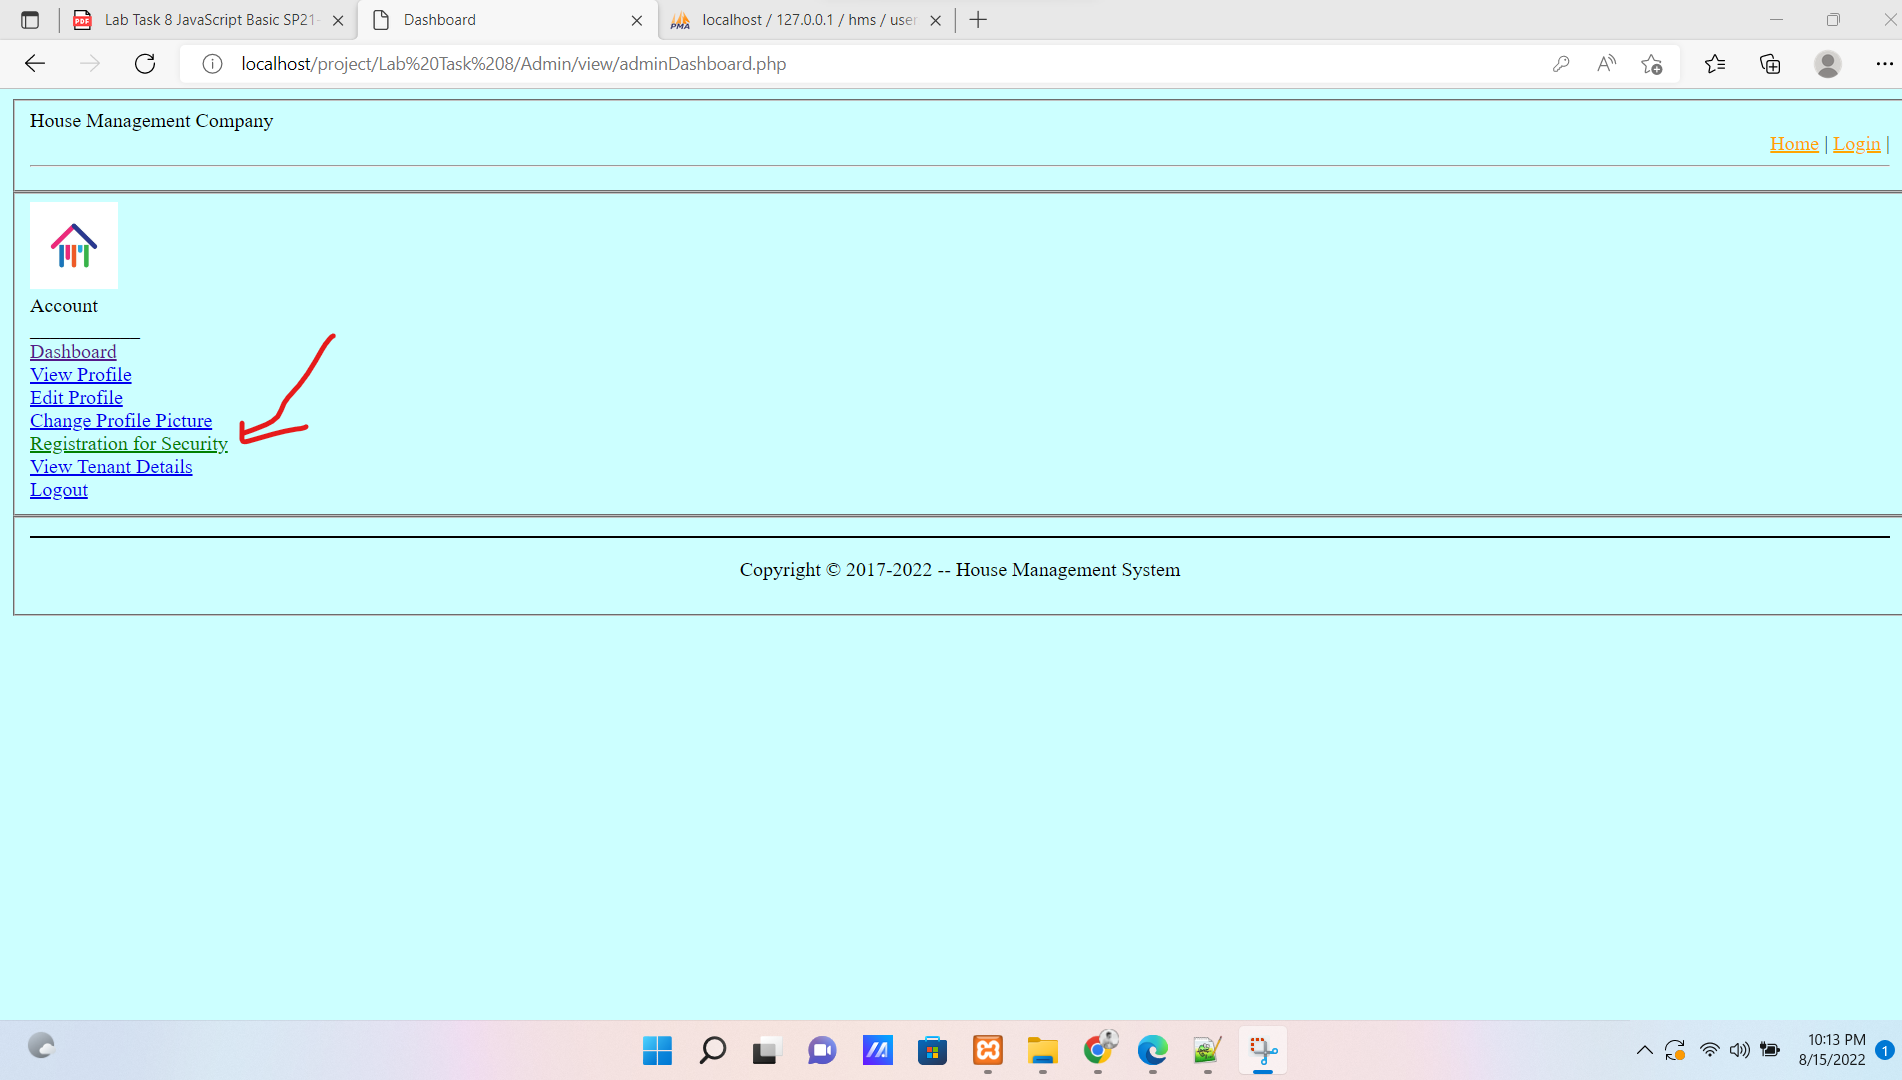 Lab Task 8 JavaScript Basic SP21-
Dashboard
PMA
localhost / 127.0.0.1 / hms / user
PDF
localhost/project/Lab%20Task%208/Admin/view/adminDashboard.php
House Management Company
Home | Login |
Account
Dashboard
View Profile
Edit Profile
Change Profile Picture
Registration for Security
View Tenant Details
Logout
Copyright © 2017-2022 -- House Management System
10:13 PM
8/15/2022
1